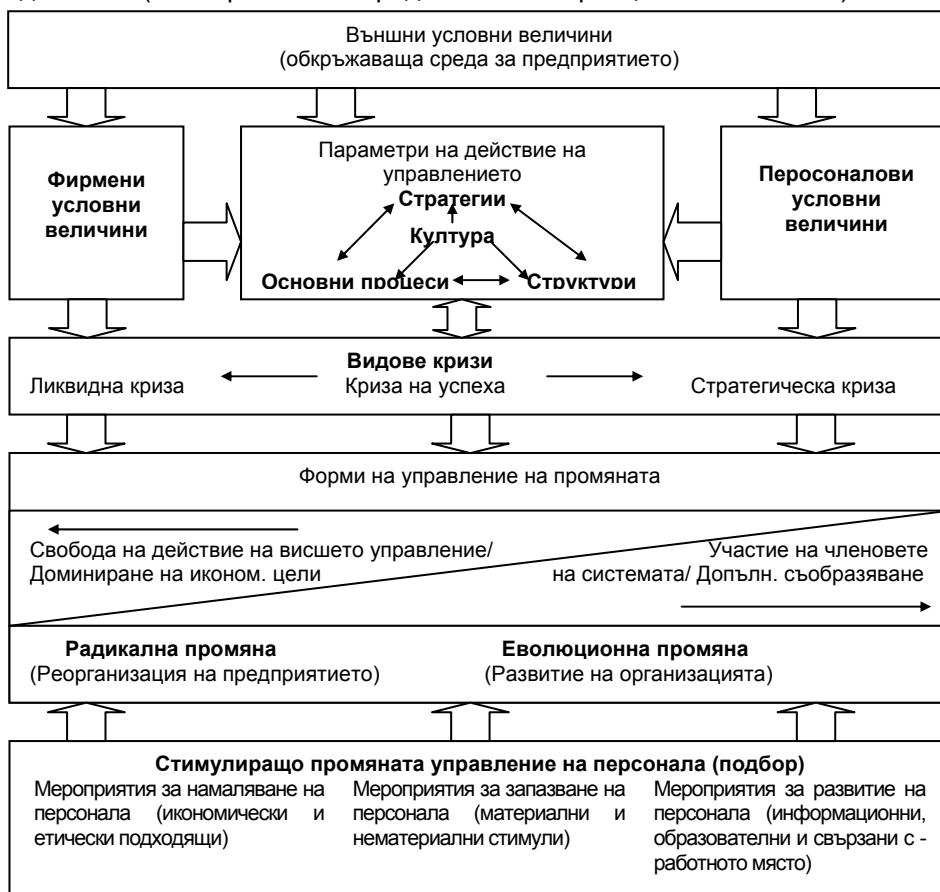 Външни условни величини
(обкръжаваща среда за предприятието)
Фирмени
условни
величини
Параметри на действие на
управлението
Стратегии
Култура
Основни процеси
Структури
Перосоналови
условни
величини
Видове кризи
Ликвидна криза
Криза на успеха
Стратегическа криза
Форми на управление на промяната
Свобода на действие на висшето управление/
Доминиране на иконом. цели
Участие на членовете
на системата/ Допълн. съобразяване
Радикална промяна
(Реорганизация на предприятието)
Еволюционна промяна
(Развитие на организацията)
Стимулиращо промяната управление на персонала (подбор)
Мероприятия за намаляване на
персонала (икономически и
етически подходящи)
Мероприятия за запазване на
персонала (материални и
нематериални стимули)
Мероприятия за развитие на
персонала (информационни,
образователни и свързани с -
работното място)